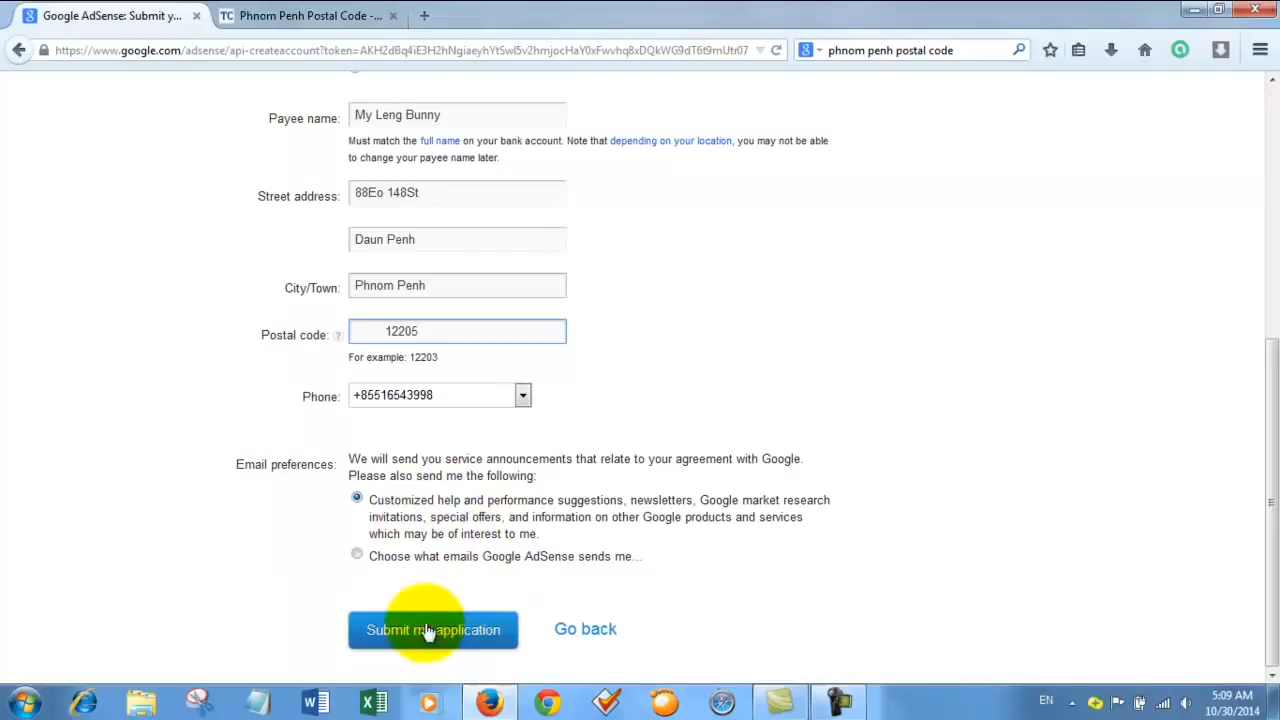 Google AdSense: Submit y...
Phnom Penh Postal Code -...
https://www.google.com/adsense/api-createaccount?token=AKH2dBq4iE3H2hNgiaeyhYtSwl5v2hmjocHaY0xFwvhq8xDQkWG9dT6t9mUtr07
phnom penh postal code
Payee name:
My Leng Bunny
Must match the full name on your bank account. Note that depending on your location, you may not be able
to change your payee name later.
Street address:
88Eo 148St
Daun Penh
City/Town:
Phnom Penh
Postal code: ?
12205
For example: 12203
Phone:
+85516543998
Email preferences:
We will send you service announcements that relate to your agreement with Google.
Please also send me the following:
Customized help and performance suggestions, newsletters, Google market research
invitations, special offers, and information on other Google products and services
which may be of interest to me.
Choose what emails Google AdSense sends me...
Submit my application
Go back
EN
5:09 AM
10/30/2014